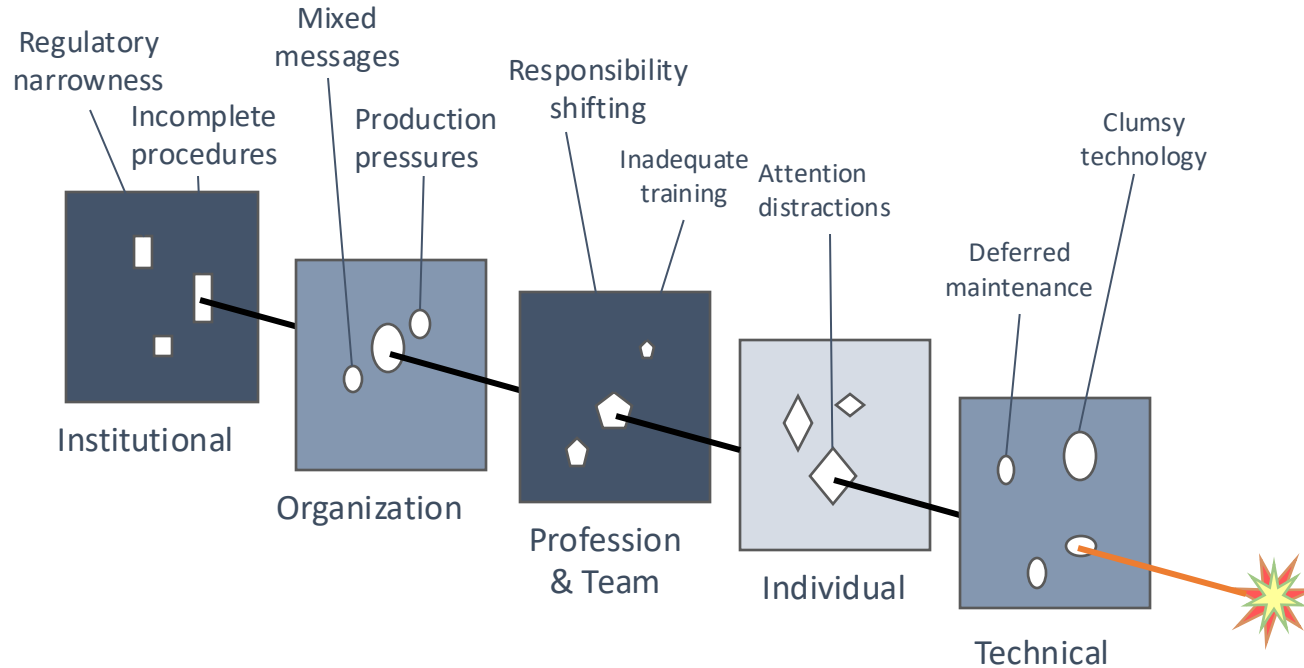 Regulatory
narrowness
Incomplete
procedures
Mixed
messages
Production
pressures
Responsibility
shifting
Inadequate
training
Attention
distractions
Deferred
maintenance
Clumsy
technology
Institutional
Organization
Profession
& Team
Individual
Technical